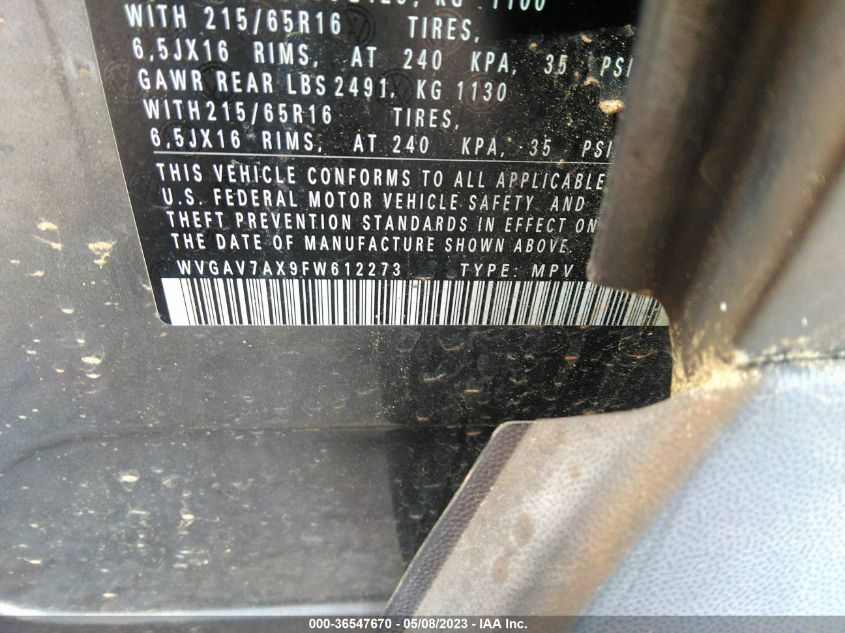 KG 1100
WITH 215/65R16 TIRES,
6,5JX16 RIMS, AT 240 KPA, 35 PSI
GAWR REAR LBS2491, KG 1130
WITH215/65R16 TIRES,
6,5JX16 RIMS, AT 240 KPA, 35 PSI
THIS VEHICLE CONFORMS TO ALL APPLICABLE
U.S. FEDERAL MOTOR VEHICLE SAFETY, AND
THEFT PREVENTION STANDARDS IN EFFECT ON
THE DATE OF MANUFACTURE SHOWN ABOVE.
WVGAV7AX9FW612273 TYPE: MPV
000-36547670 — 05/08/2023 — IAA Inc.